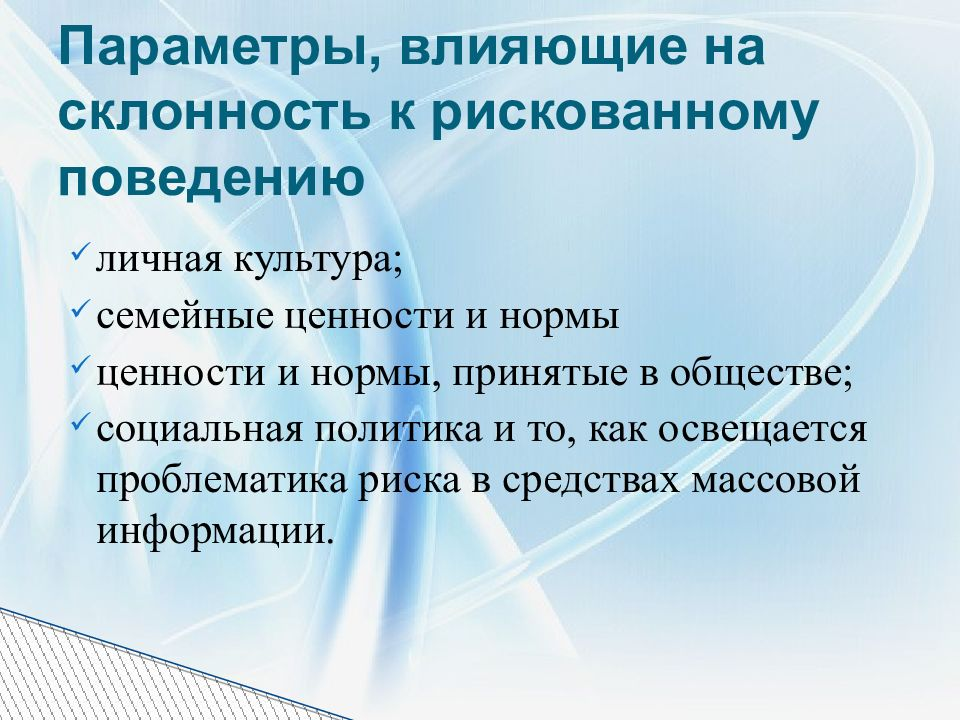 Параметры, влияющие на
склонность к рискованному
поведению
личная культура;
семейные ценности и нормы
ценности и нормы, принятые в обществе;
социальная политика и то, как освещается
проблематика риска в средствах массовой
информации.